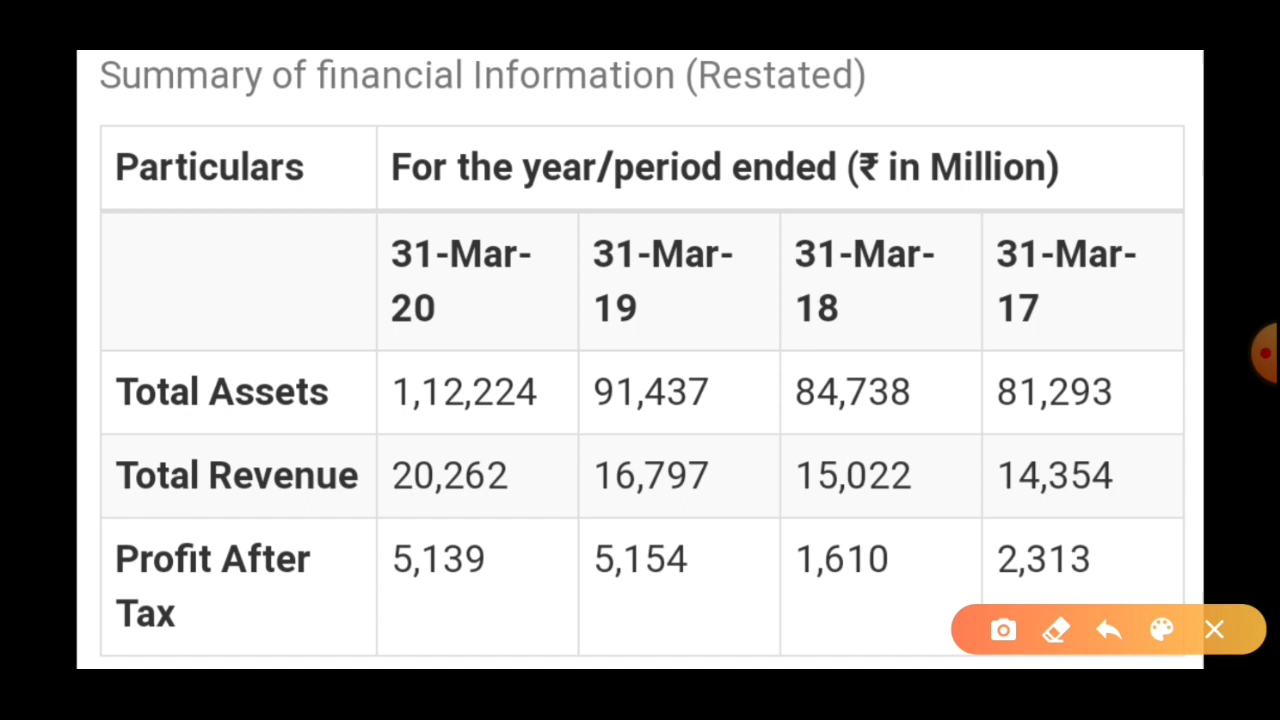 Summary of financial Information (Restated)
Particulars For the year/period ended (₹ in Million)
31-Mar- 31-Mar- 31-Mar- 31-Mar-
20 19 18 17
Total Assets 1,12,224 91,437 84,738 81,293
Total Revenue 20,262 16,797 15,022 14,354
Profit After 5,139 5,154 1,610 2,313
Tax